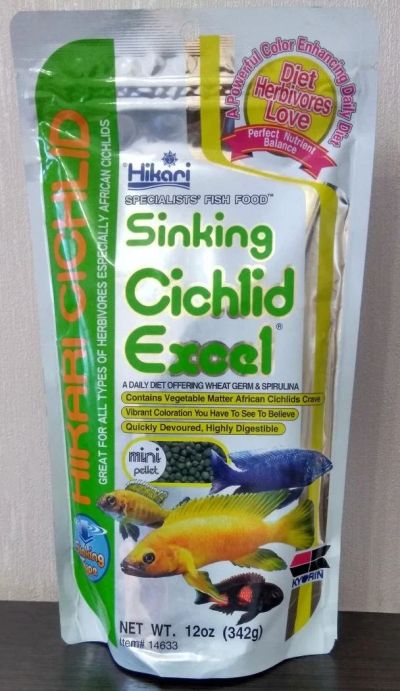 A Powerful Color Enhancing Daily Diet
Diet
Herbivores
Love
Perfect Nutrient
Balance
Hikari
SPECIALISTS' FISH FOOD™
Sinking
Cichlid
Excel®
A DAILY DIET OFFERING WHEAT GERM & SPIRULINA
Contains Vegetable Matter African Cichlids Crave
Vibrant Coloration You Have To See To Believe
Quickly Devoured, Highly Digestible
mini
pellet
HIKARI CICHLID
GREAT FOR ALL TYPES OF HERBIVORES ESPECIALLY AFRICAN CICHLIDS
Sinking
Type
KYORIN
NET WT. 12oz (342g)
Item# 14633